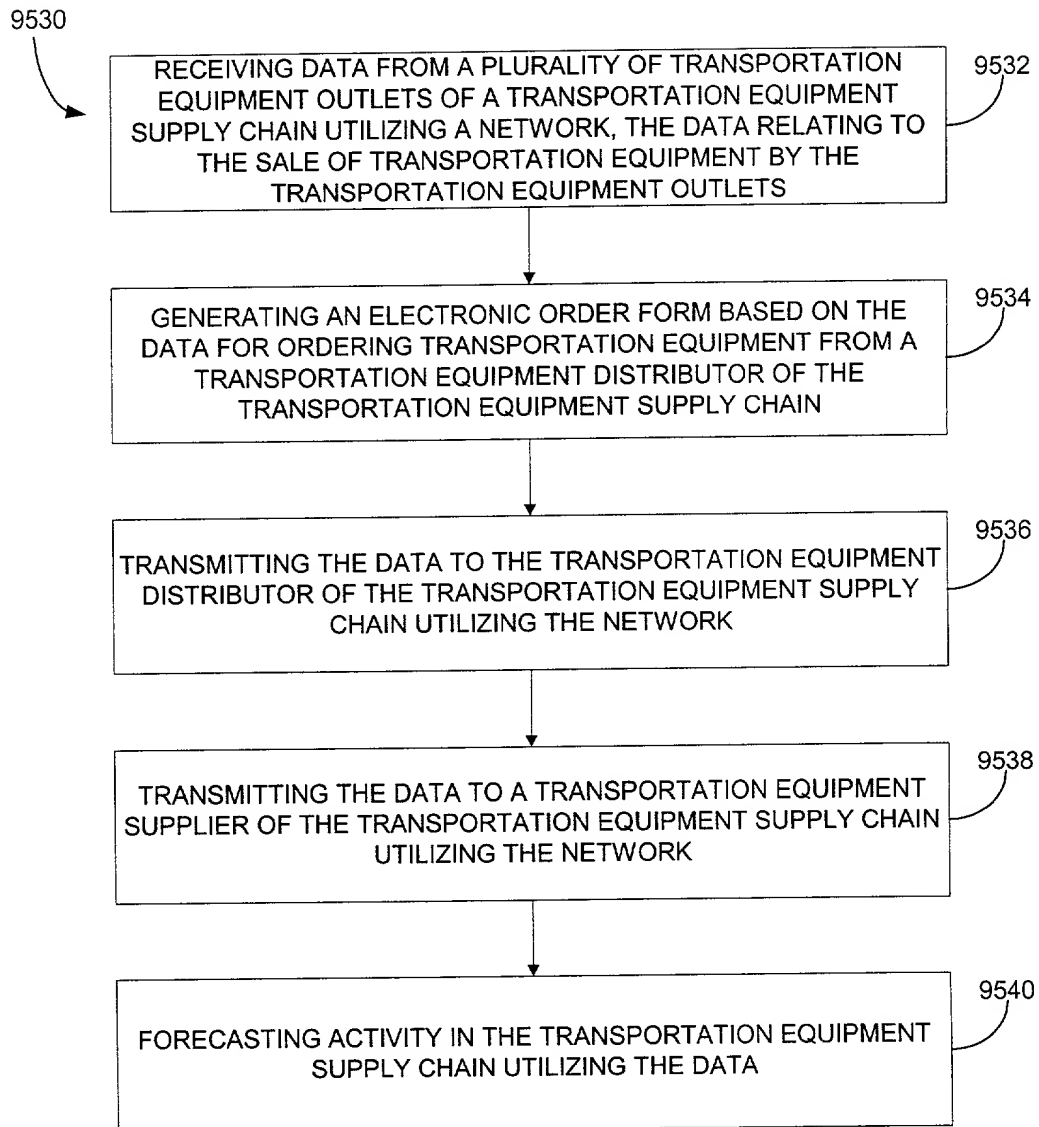 9530
RECEIVING DATA FROM A PLURALITY OF TRANSPORTATION
EQUIPMENT OUTLETS OF A TRANSPORTATION EQUIPMENT
SUPPLY CHAIN UTILIZING A NETWORK, THE DATA RELATING TO
THE SALE OF TRANSPORTATION EQUIPMENT BY THE
TRANSPORTATION EQUIPMENT OUTLETS
9532
GENERATING AN ELECTRONIC ORDER FORM BASED ON THE
DATA FOR ORDERING TRANSPORTATION EQUIPMENT FROM A
TRANSPORTATION EQUIPMENT DISTRIBUTOR OF THE
TRANSPORTATION EQUIPMENT SUPPLY CHAIN
9534
TRANSMITTING THE DATA TO THE TRANSPORTATION EQUIPMENT
DISTRIBUTOR OF THE TRANSPORTATION EQUIPMENT SUPPLY
CHAIN UTILIZING THE NETWORK
9536
TRANSMITTING THE DATA TO A TRANSPORTATION EQUIPMENT
SUPPLIER OF THE TRANSPORTATION EQUIPMENT SUPPLY CHAIN
UTILIZING THE NETWORK
9538
FORECASTING ACTIVITY IN THE TRANSPORTATION EQUIPMENT
SUPPLY CHAIN UTILIZING THE DATA
9540